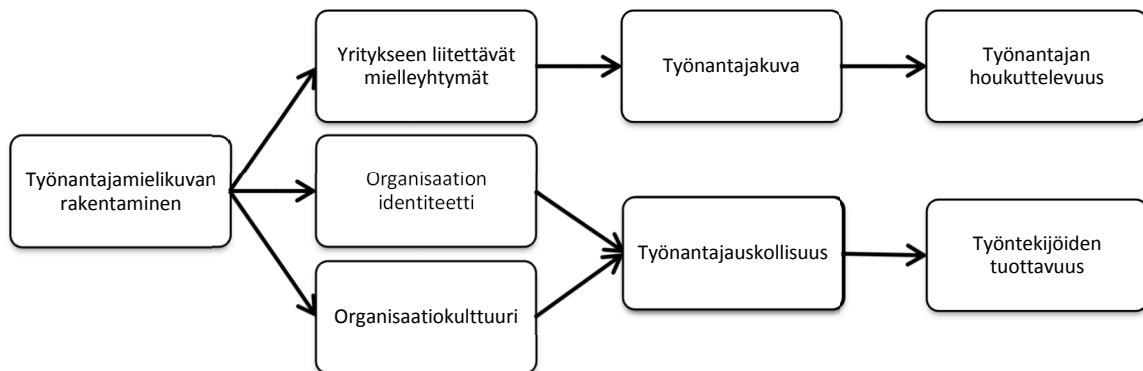 Yritykseen liitettävät
mielleyhtymät
Työnantajakuva
Työnantajan
houkuttelevuus
Työnantajamielikuvan
rakentaminen
Organisaation
identiteetti
Työnantajauskollisuus
Työntekijöiden
tuottavuus
Organisaatiokulttuuri